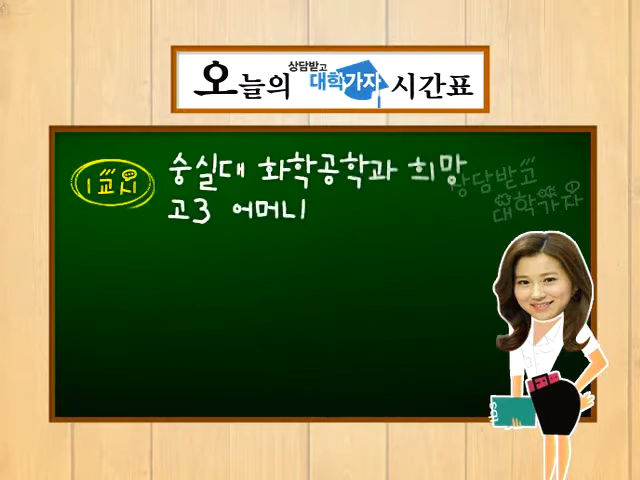 오늘의 상담받고 대학가자 시간표
1교시
숭실대 화학공학과 희망
고3 어머니
상담받고
대학가자